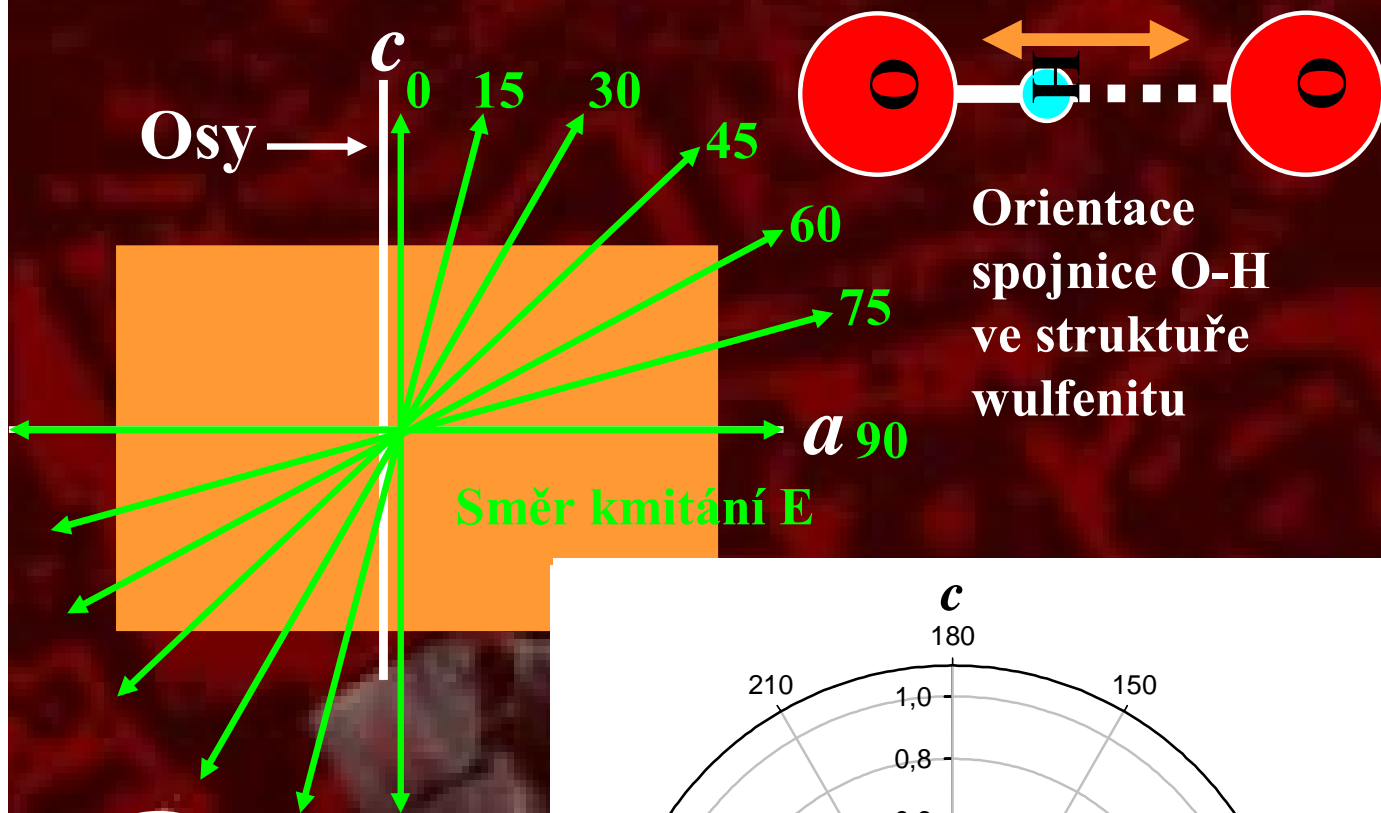 c
0 15 30
Osy
45
60
75
a 90
Směr kmitání E
O H O
Orientace
spojnice O-H
ve struktuře
wulfenitu
c
180
210
150
1,0
0,8